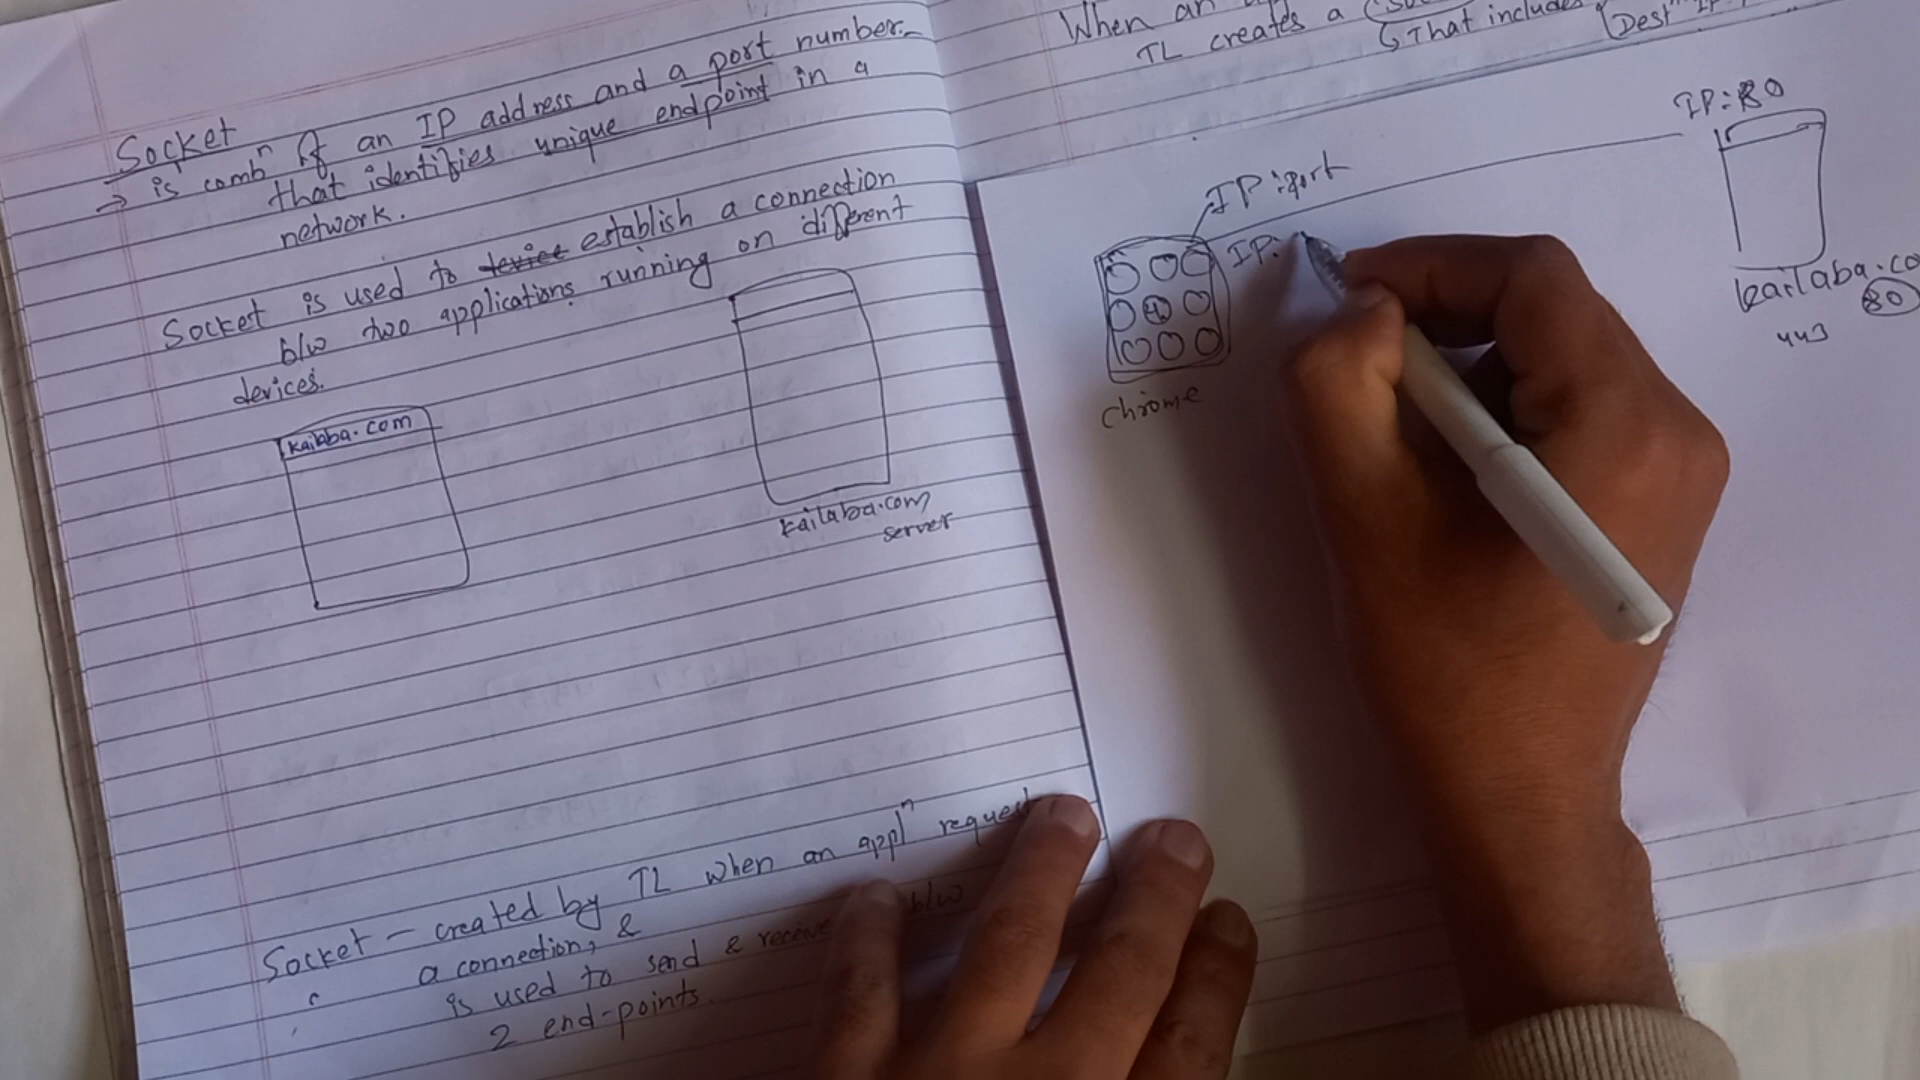 Socket
→ is combⁿ of an IP address and a port number
that identifies unique endpoint in a
network.
Socket is used to device establish a connection
b/w two applications running on different
devices.
kailaba.com
kailaba.com
server
Socket - created by TL when an applⁿ request
a connection, &
is used to send & receive b/w
2 end-points.
When an
TL creates a
↳ That includes
Destⁿ IP
IP:80
IP:port
IP:
chrome
kailaba.co
80
443